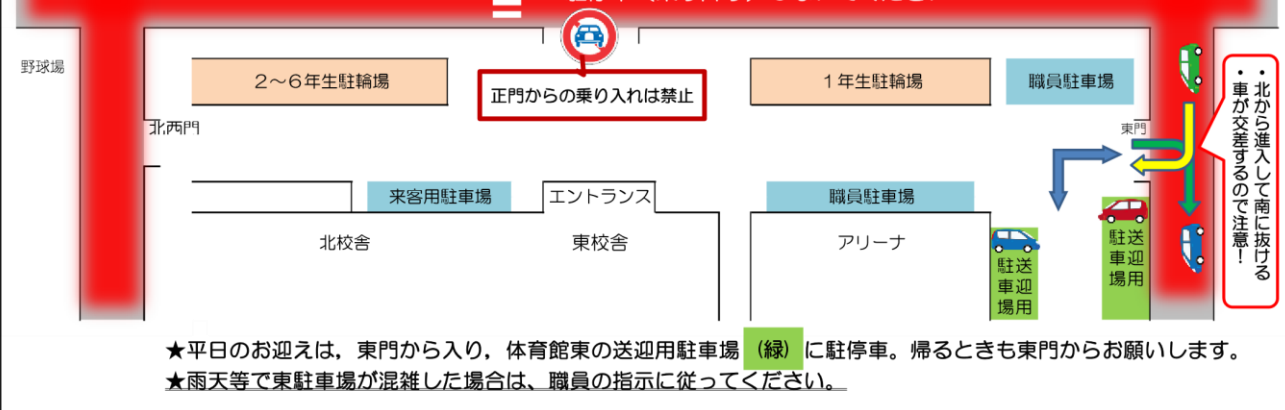 野球場
2～6年生駐輪場
正門からの乗り入れは禁止
1年生駐輪場
職員駐車場
・北から進入して南に抜ける
・車が交差するので注意！
北西門
東門
来客用駐車場
エントランス
職員駐車場
北校舎
東校舎
アリーナ
送迎用
駐車場
送迎用
駐車場
★平日のお迎えは，東門から入り，体育館東の送迎用駐車場（緑）に駐停車。帰るときも東門からお願いします。
★雨天等で東駐車場が混雑した場合は、職員の指示に従ってください。